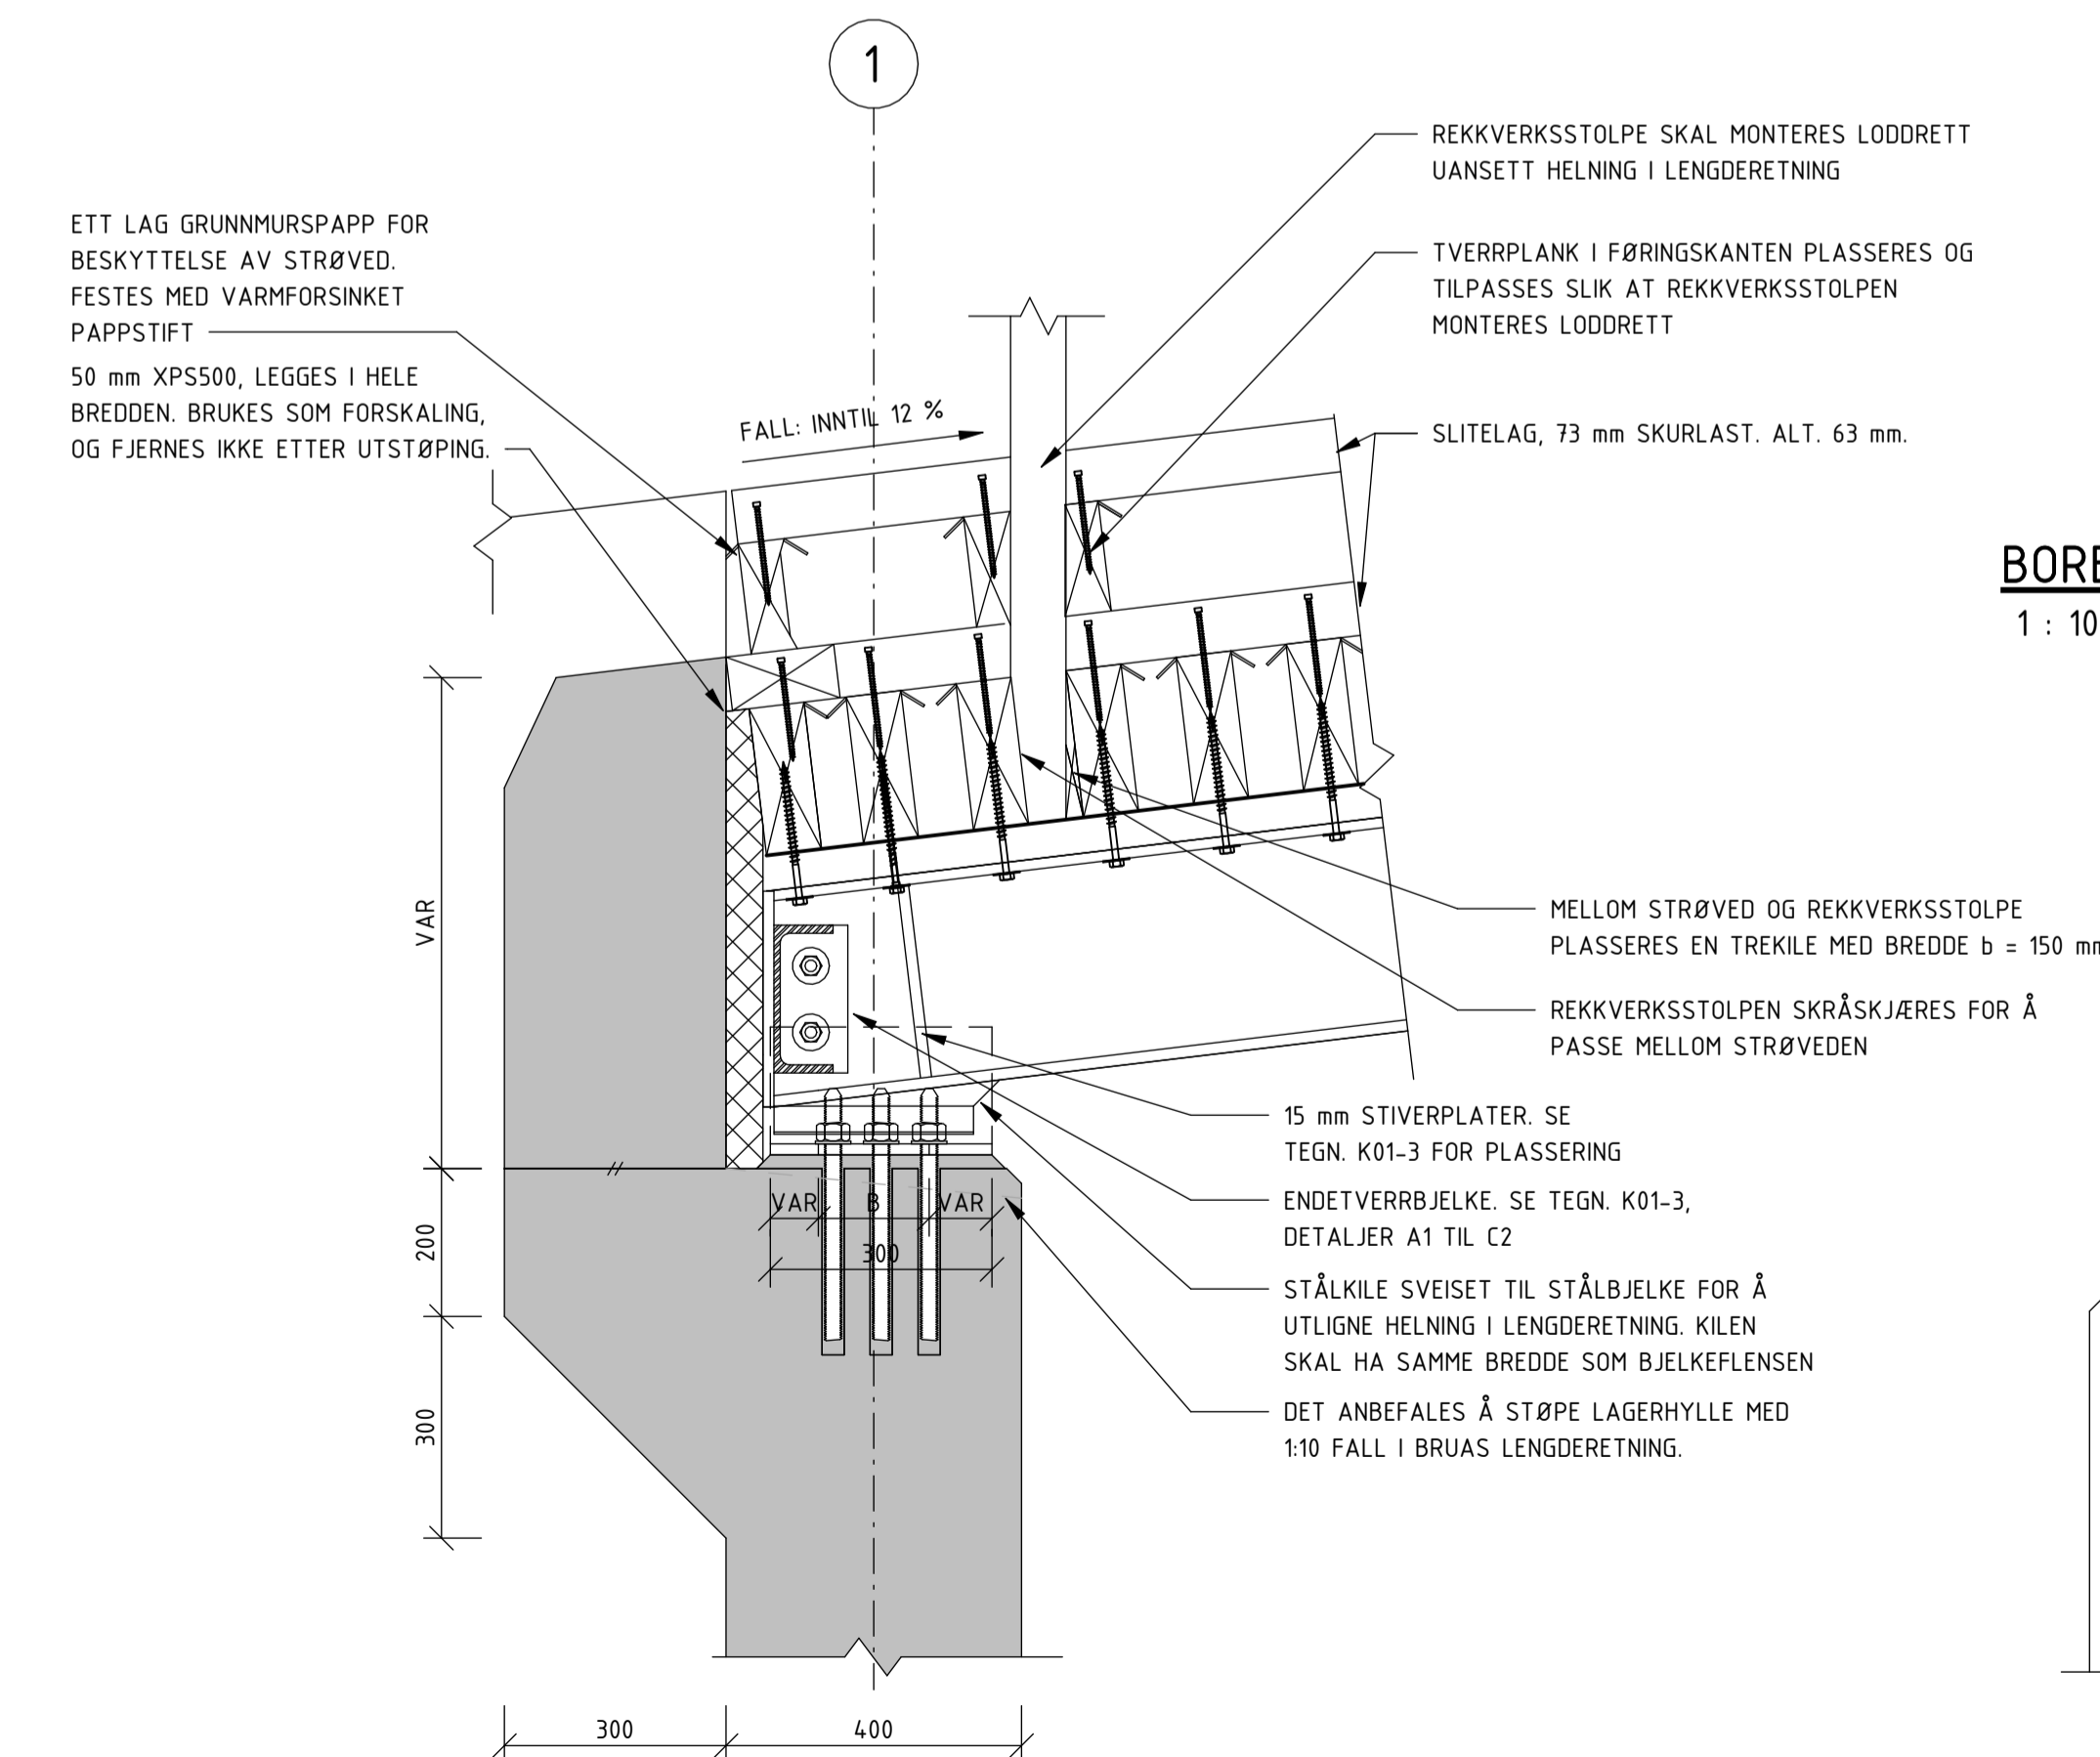 1
REKKVERKSSTOLPE SKAL MONTERES LODDRETT
UANSETT HELNING I LENGDERETNING
ETT LAG GRUNNMURSPAPP FOR
BESKYTTELSE AV STRØVED.
FESTES MED VARMFORSINKET
PAPPSTIFT
TVERRPLANK I FØRINGSKANTEN PLASSERES OG
TILPASSES SLIK AT REKKVERKSSTOLPEN
MONTERES LODDRETT
50 mm XPS500, LEGGES I HELE
BREDDEN. BRUKES SOM FORSKALING,
OG FJERNES IKKE ETTER UTSTØPING.
FALL: INNTIL 12 %
SLITELAG, 73 mm SKURLAST. ALT. 63 mm.
BORE
1 : 10
VAR
MELLOM STRØVED OG REKKVERKSSTOLPE
PLASSERES EN TREKILE MED BREDDE b = 150 mm
REKKVERKSSTOLPEN SKRÅSKJÆRES FOR Å
PASSE MELLOM STRØVEDEN
15 mm STIVERPLATER. SE
TEGN. K01-3 FOR PLASSERING
ENDETVERRBJELKE. SE TEGN. K01-3,
DETALJER A1 TIL C2
VAR B VAR
300
200
STÅLKILE SVEISET TIL STÅLBJELKE FOR Å
UTLIGNE HELNING I LENGDERETNING. KILEN
SKAL HA SAMME BREDDE SOM BJELKEFLENSEN
300
DET ANBEFALES Å STØPE LAGERHYLLE MED
1:10 FALL I BRUAS LENGDERETNING.
300 400